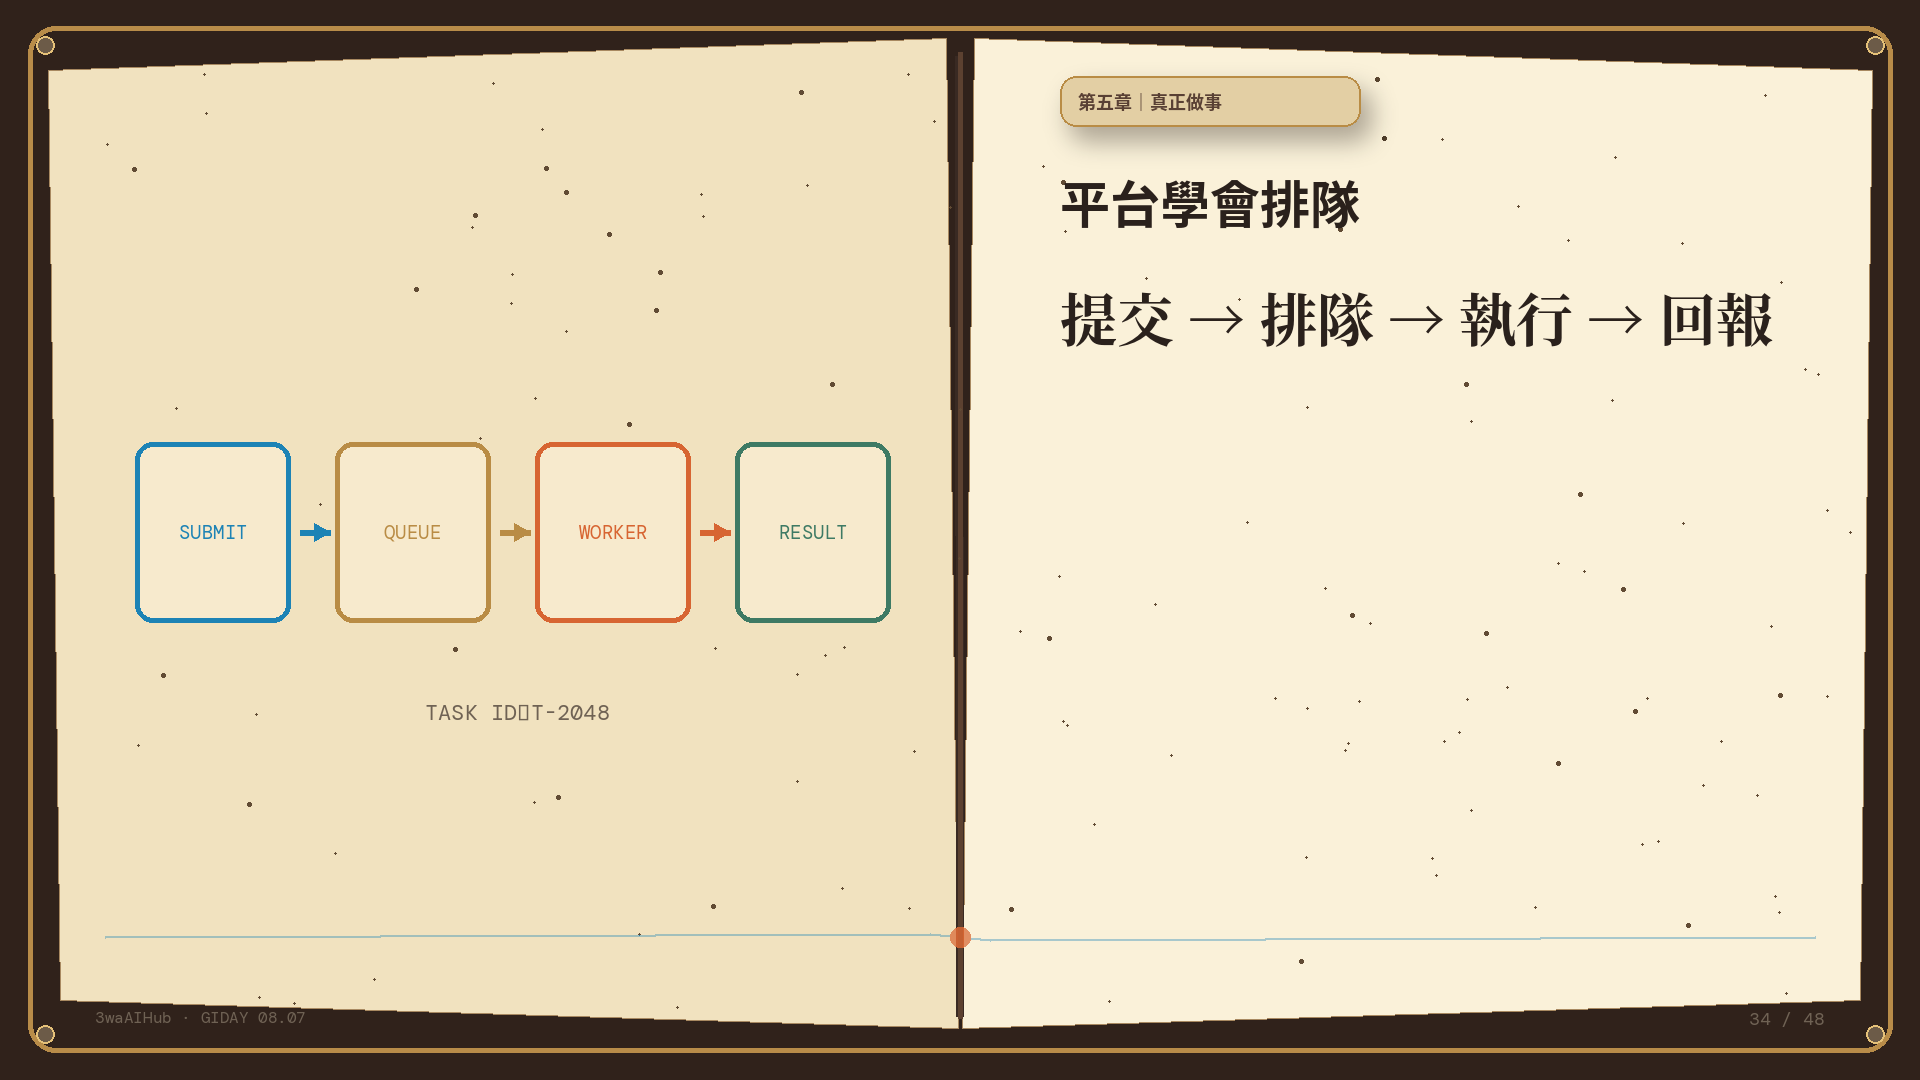 SUBMIT
QUEUE
WORKER
RESULT
TASK ID▯T-2048
第五章｜真正做事
平台學會排隊
提交 → 排隊 → 執行 → 回報
3waAIHub · GIDAY 08.07
34 / 48